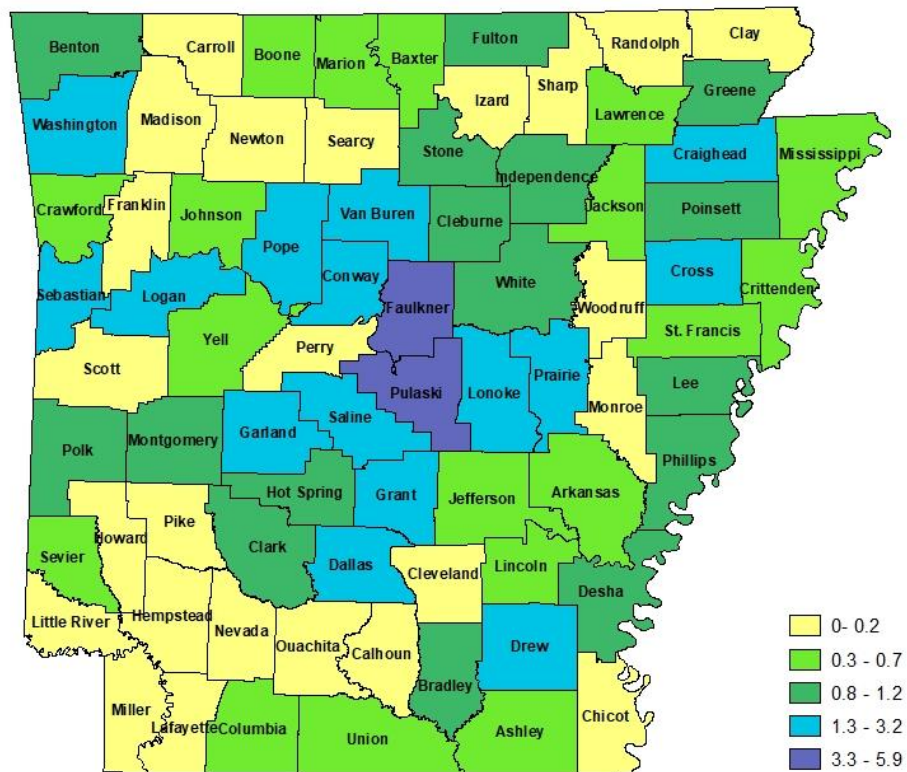 Benton
Carroll
Boone
Marion
Baxter
Fulton
Randolph
Clay
Izard
Sharp
Greene
Washington
Madison
Newton
Searcy
Stone
Lawrence
Independence
Craighead
Mississippi
Crawford
Franklin
Johnson
Pope
Van Buren
Cleburne
Jackson
Poinsett
Sebastian
Logan
Conway
Faulkner
White
Woodruff
Cross
Crittenden
Scott
Yell
Perry
Pulaski
Lonoke
Prairie
St. Francis
Lee
Monroe
Polk
Montgomery
Garland
Saline
Phillips
Hot Spring
Grant
Jefferson
Arkansas
Sevier
Howard
Pike
Clark
Dallas
Cleveland
Lincoln
Desha
Little River
Hempstead
Nevada
Ouachita
Calhoun
Bradley
Drew
Miller
Lafayette
Columbia
Union
Ashley
Chicot
0- 0.2
0.3 - 0.7
0.8 - 1.2
1.3 - 3.2
3.3 - 5.9